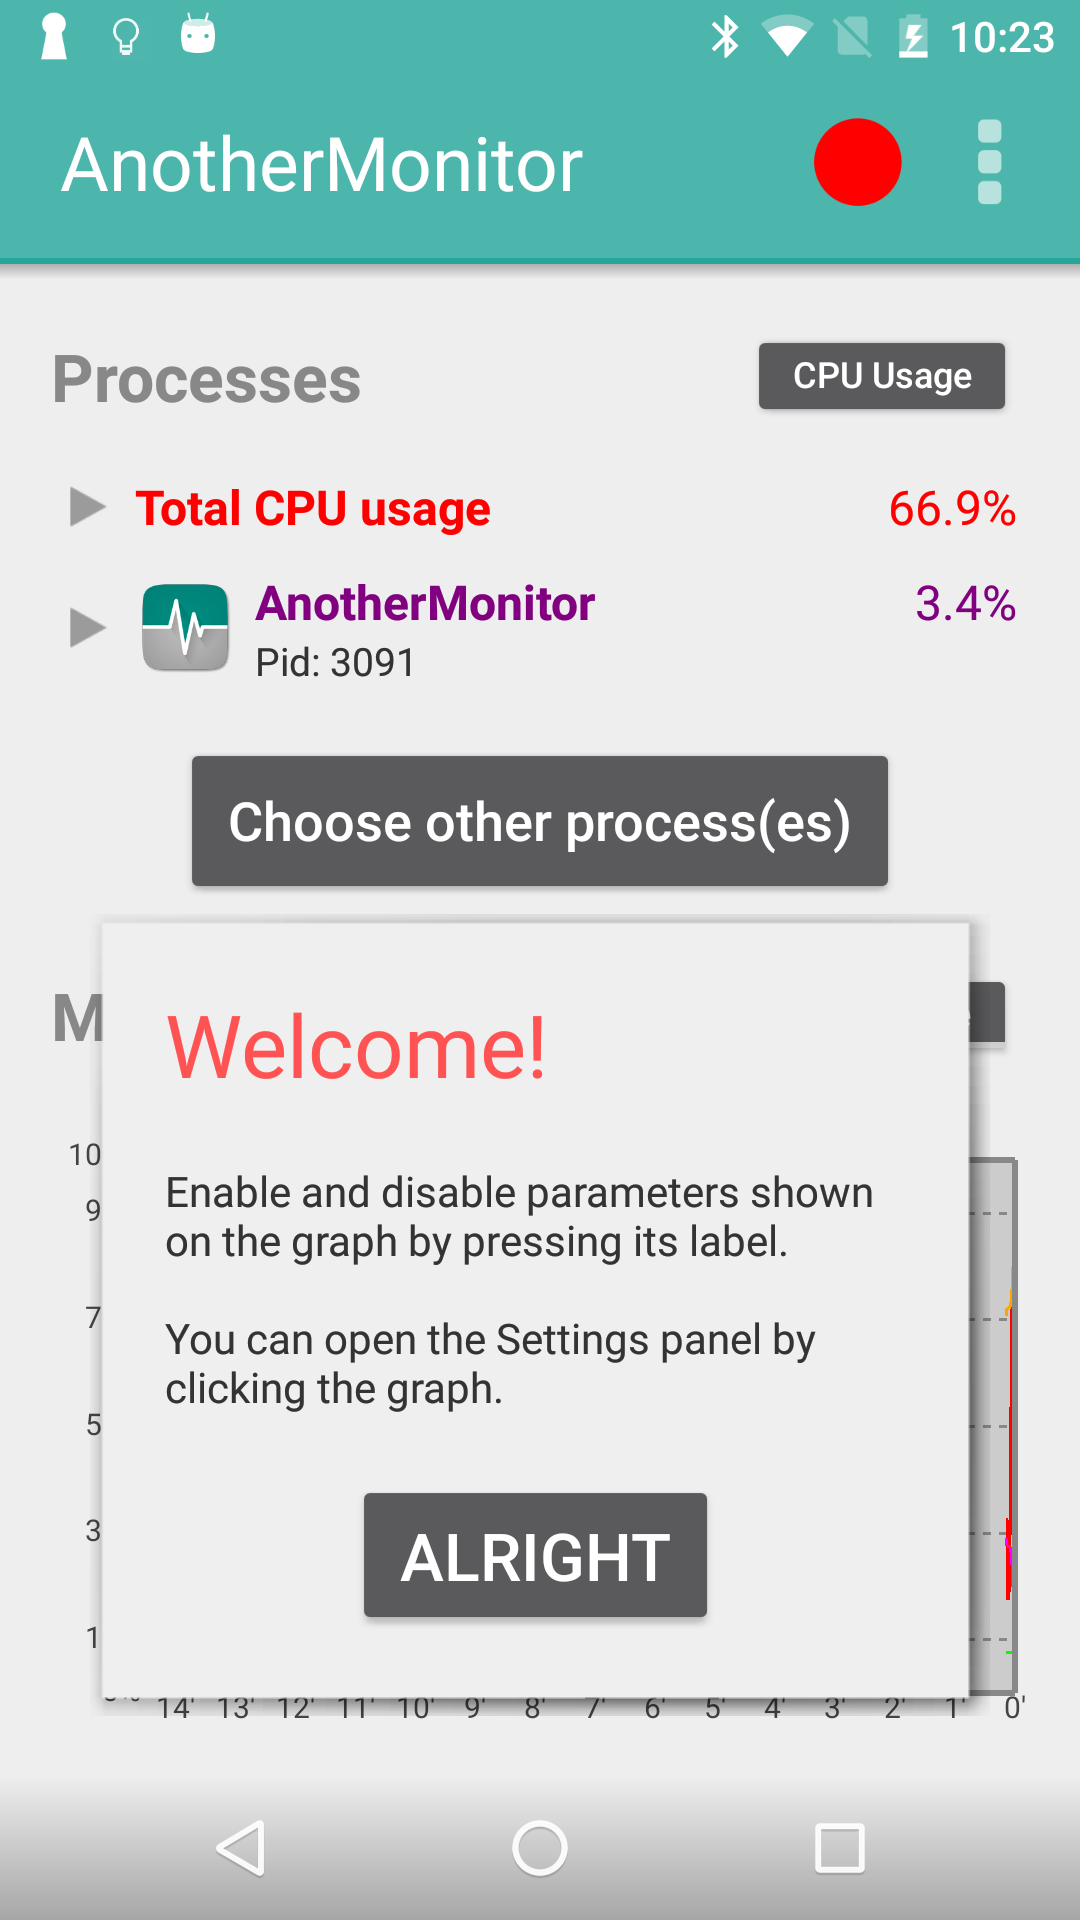 10:23
AnotherMonitor
Processes
CPU Usage
Total CPU usage 66.9%
AnotherMonitor 3.4%
Pid: 3091
Choose other process(es)
M
Welcome!
Enable and disable parameters shown
on the graph by pressing its label.
You can open the Settings panel by
clicking the graph.
ALRIGHT
10
9
7
5
3
1
14' 13' 12' 11' 10' 9' 8' 7' 6' 5' 4' 3' 2' 1' 0'